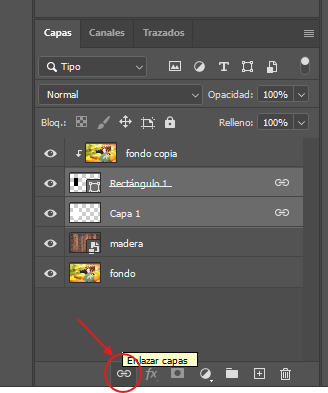 Capas Canales Trazados
Tipo
Normal Opacidad: 100%
Bloq.: Relleno: 100%
fondo copia
Rectángulo 1
Capa 1
madera
fondo
Enlazar capas
fx